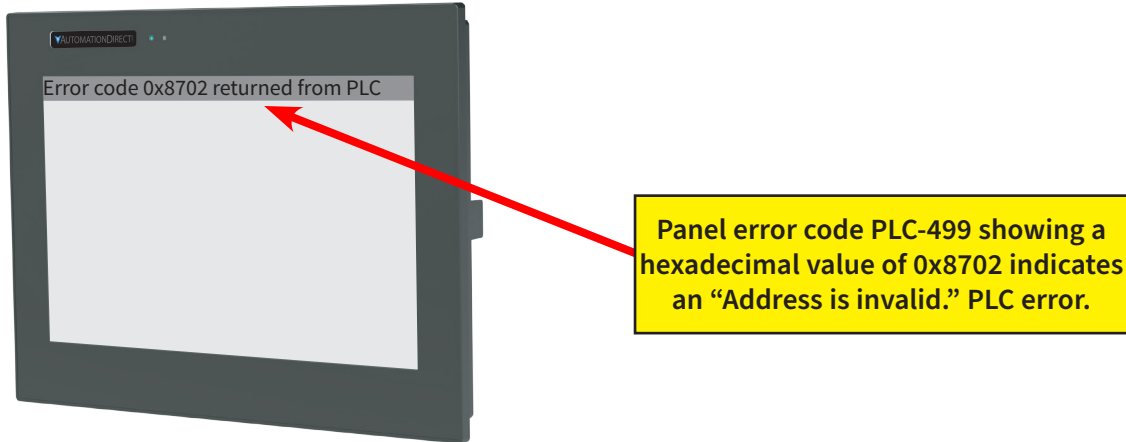 AUTOMATIONDIRECT
Error code 0x8702 returned from PLC
Panel error code PLC-499 showing a
hexadecimal value of 0x8702 indicates
an “Address is invalid.” PLC error.